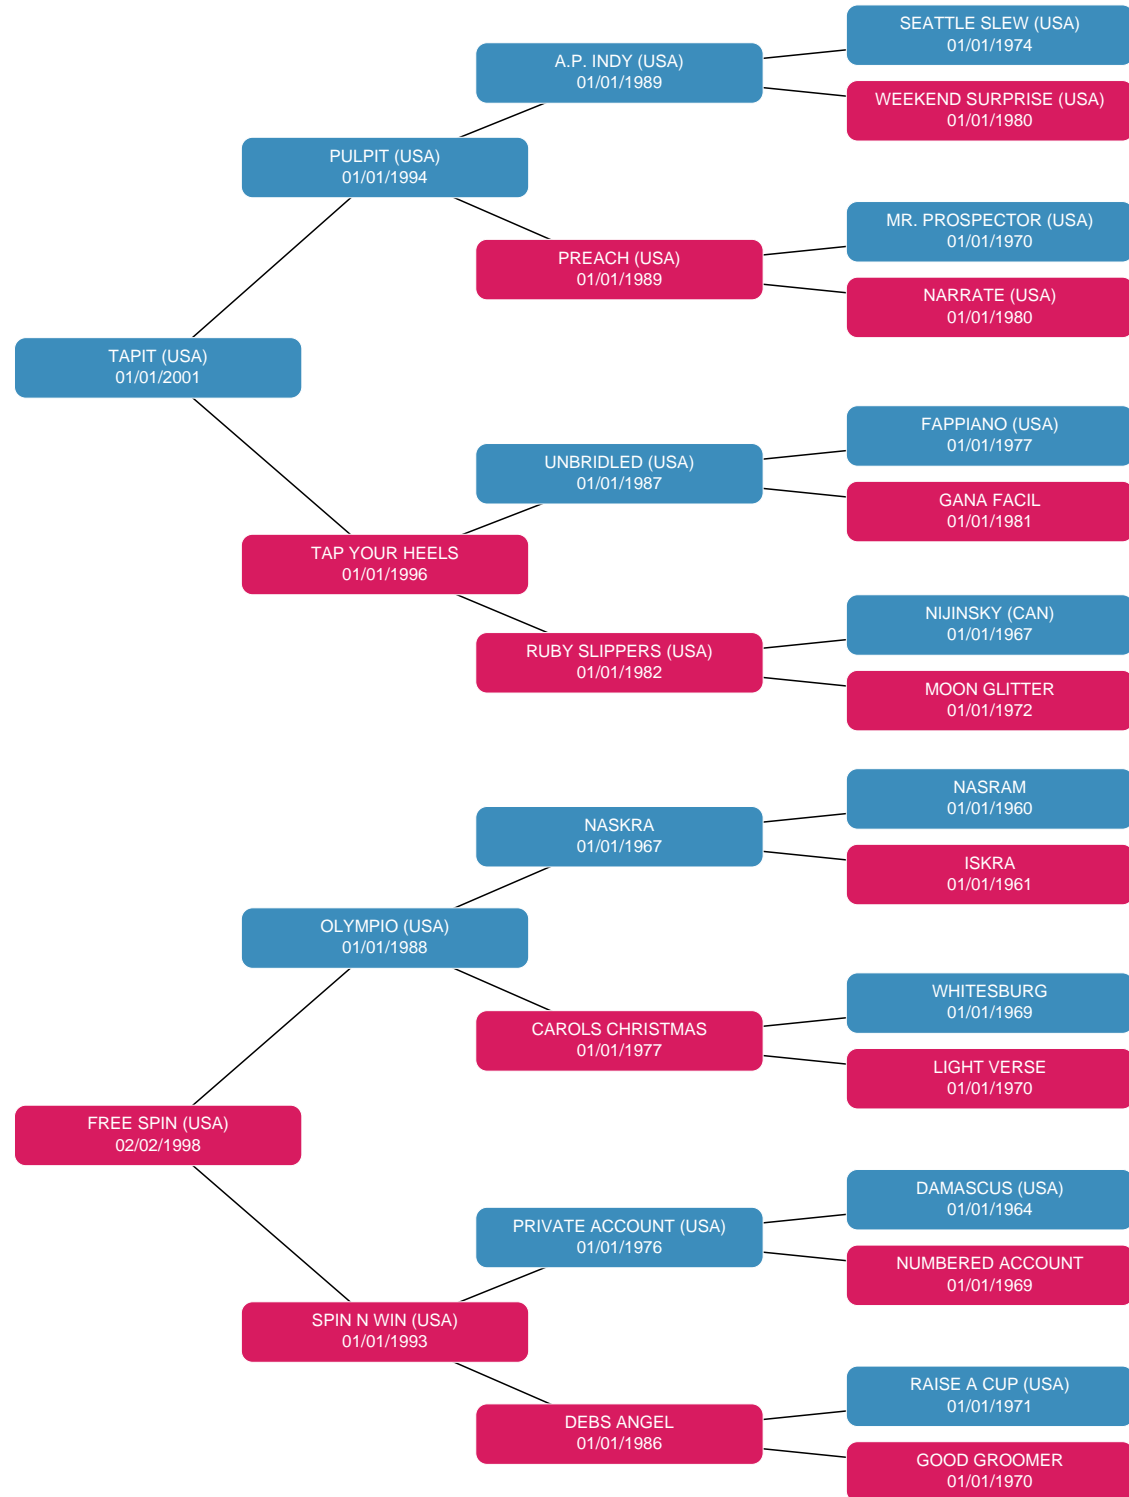 SEATTLE SLEW (USA)
01/01/1974
A.P. INDY (USA)
01/01/1989
WEEKEND SURPRISE (USA)
01/01/1980
PULPIT (USA)
01/01/1994
MR. PROSPECTOR (USA)
01/01/1970
PREACH (USA)
01/01/1989
NARRATE (USA)
01/01/1980
TAPIT (USA)
01/01/2001
FAPPIANO (USA)
01/01/1977
UNBRIDLED (USA)
01/01/1987
GANA FACIL
01/01/1981
TAP YOUR HEELS
01/01/1996
NIJINSKY (CAN)
01/01/1967
RUBY SLIPPERS (USA)
01/01/1982
MOON GLITTER
01/01/1972
NASRAM
01/01/1960
NASKRA
01/01/1967
ISKRA
01/01/1961
OLYMPIO (USA)
01/01/1988
WHITESBURG
01/01/1969
CAROLS CHRISTMAS
01/01/1977
LIGHT VERSE
01/01/1970
FREE SPIN (USA)
02/02/1998
DAMASCUS (USA)
01/01/1964
PRIVATE ACCOUNT (USA)
01/01/1976
NUMBERED ACCOUNT
01/01/1969
SPIN N WIN (USA)
01/01/1993
RAISE A CUP (USA)
01/01/1971
DEBS ANGEL
01/01/1986
GOOD GROOMER
01/01/1970